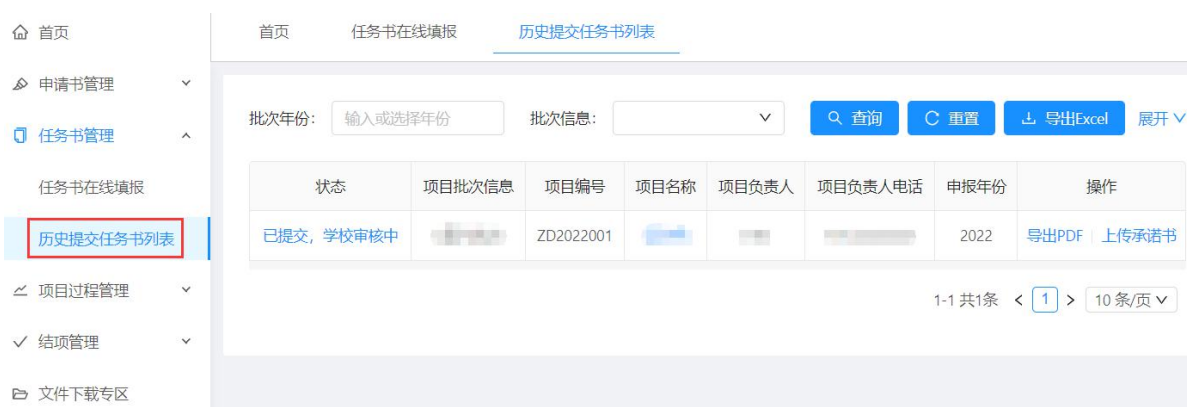 首页
申请书管理
任务书管理
任务书在线填报
历史提交任务书列表
项目过程管理
结项管理
文件下载专区
首页 任务书在线填报 历史提交任务书列表
批次年份： 输入或选择年份 批次信息： 查询 重置 导出Excel 展开
状态 项目批次信息 项目编号 项目名称 项目负责人 项目负责人电话 申报年份 操作
已提交，学校审核中 ZD2022001 2022 导出PDF 上传承诺书
1-1 共1条 < 1 > 10 条/页